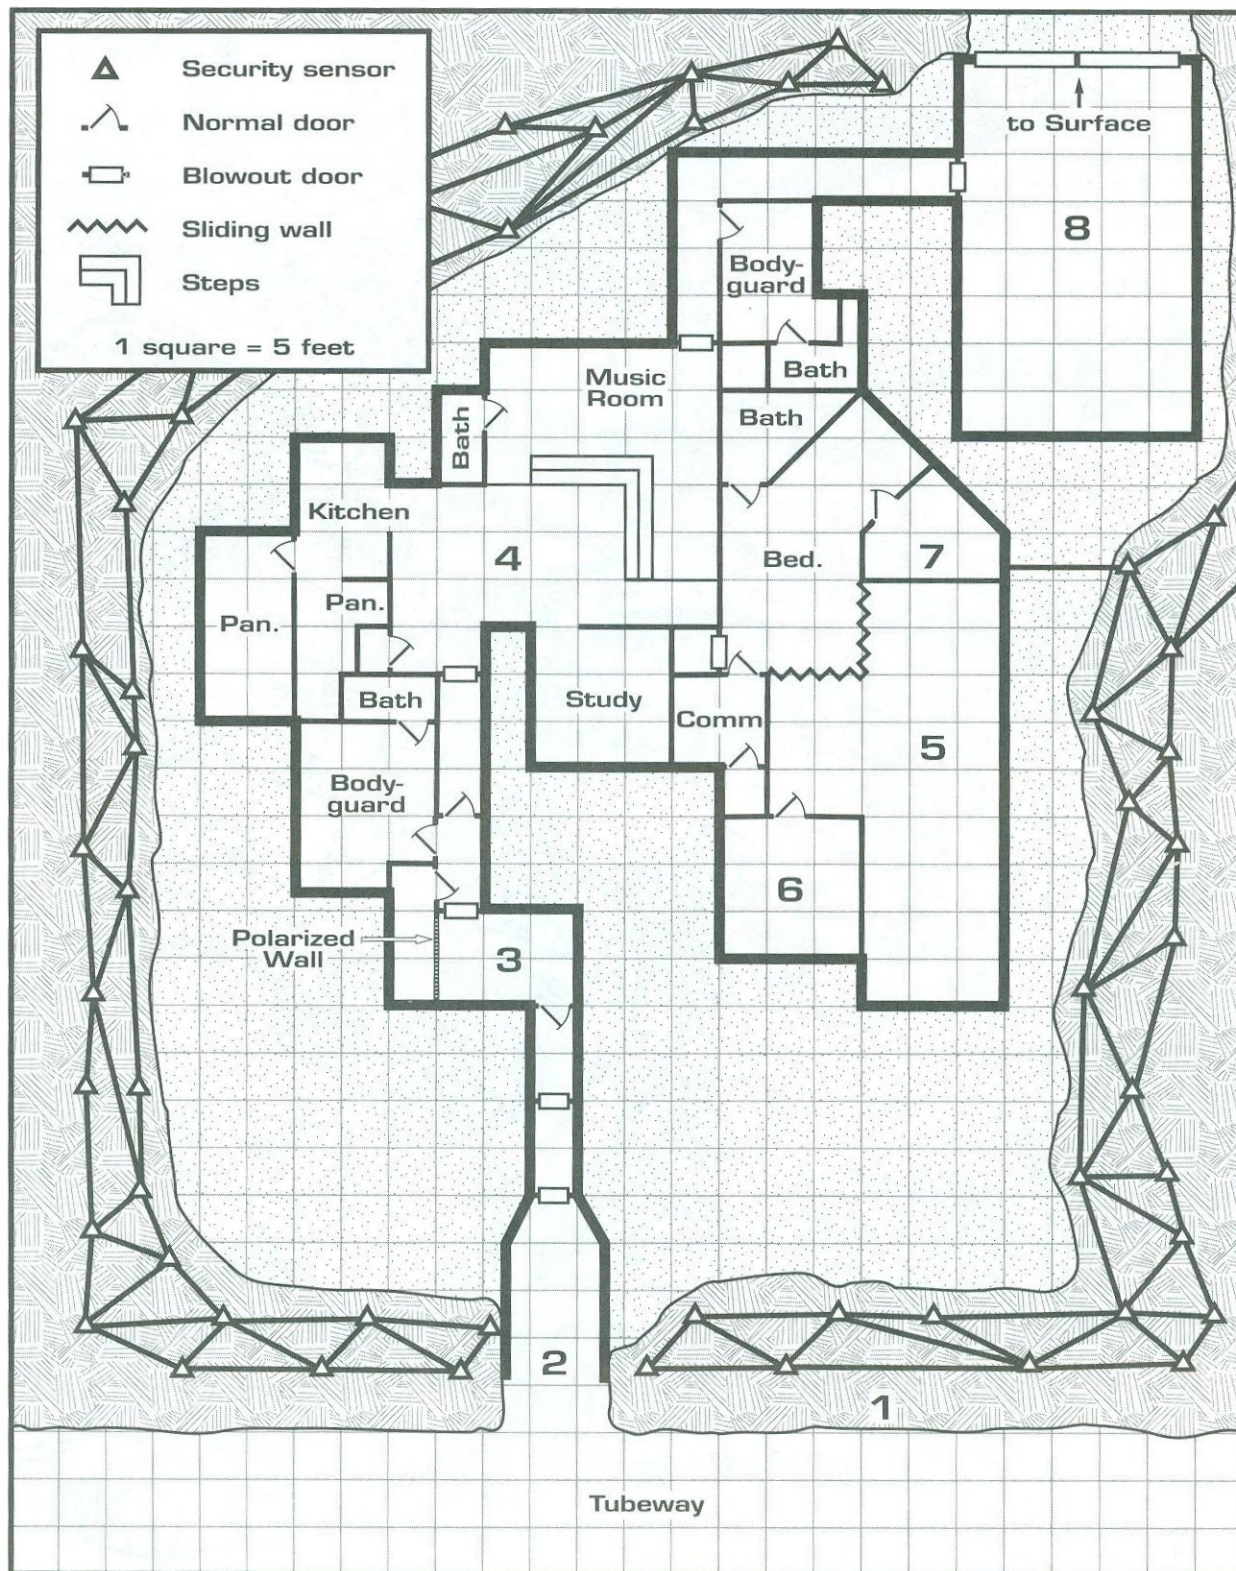 Security sensor
Normal door
Blowout door
Sliding wall
Steps
1 square = 5 feet
to Surface
8
Body-
guard
Bath
Music
Room
Bath
Bath
Kitchen
4
Bed.
7
Pan.
Pan.
Bath
Study
Comm
5
Body-
guard
6
Polarized
Wall
3
2
1
Tubeway